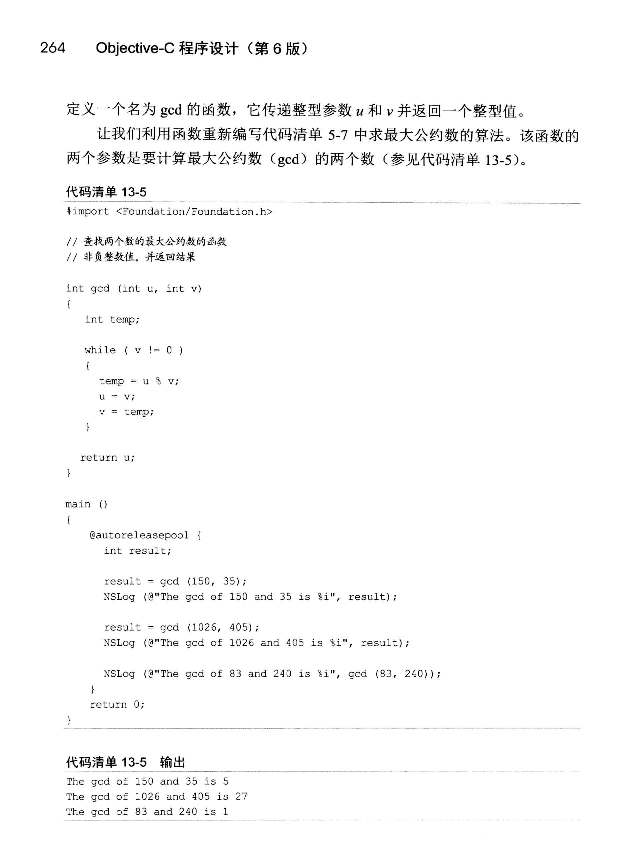 264 Objective-C 程序设计（第 6 版）
定义一个名为 gcd 的函数，它传递整型参数 u 和 v 并返回一个整型值。
让我们利用函数重新编写代码清单 5-7 中求最大公约数的算法。该函数的
两个参数是要计算最大公约数（gcd）的两个数（参见代码清单 13-5）。
代码清单 13-5
#import <Foundation/Foundation.h>
// 查找两个数的最大公约数的函数
// 非负整数值，并返回结果
int gcd (int u, int v)
{
int temp;
while ( v != 0 )
{
temp = u % v;
u = v;
v = temp;
}
return u;
}
main ()
{
@autoreleasepool {
int result;
result = gcd (150, 35);
NSLog (@"The gcd of 150 and 35 is %i", result);
result = gcd (1026, 405);
NSLog (@"The gcd of 1026 and 405 is %i", result);
NSLog (@"The gcd of 83 and 240 is %i", gcd (83, 240));
}
return 0;
}
代码清单 13-5 输出
The gcd of 150 and 35 is 5
The gcd of 1026 and 405 is 27
The gcd of 83 and 240 is 1